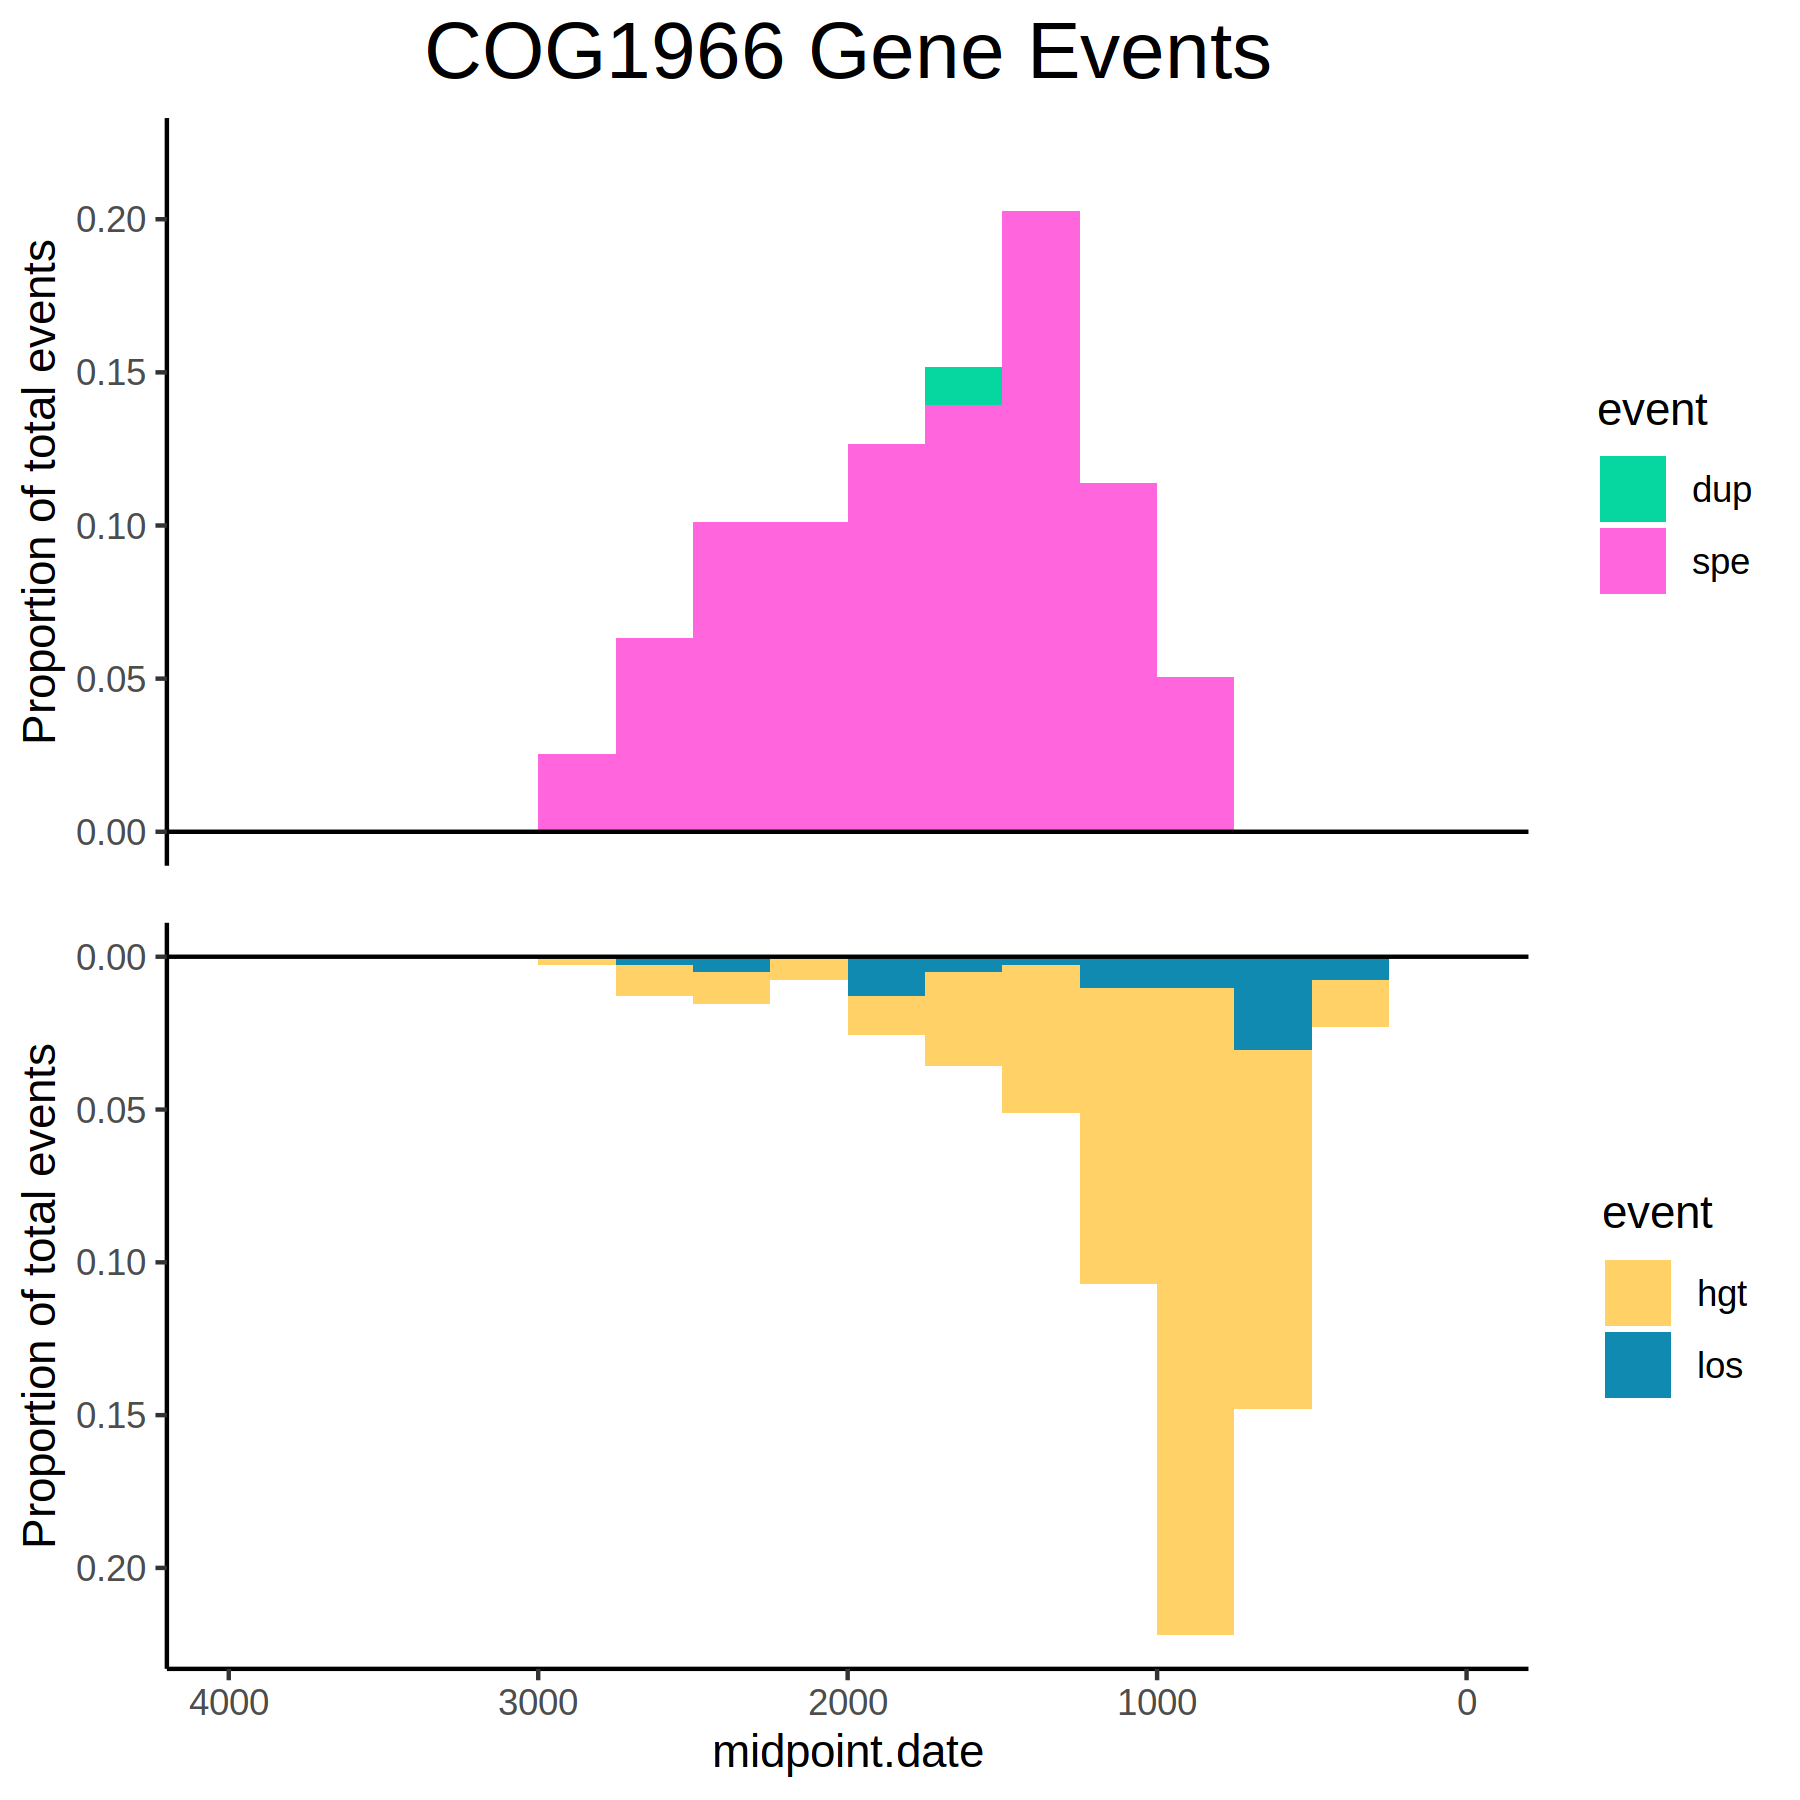 COG1966 Gene Events
Proportion of total events
0.20
0.15
0.10
0.05
0.00
event
dup
spe
Proportion of total events
0.00
0.05
0.10
0.15
0.20
event
hgt
los
4000 3000 2000 1000 0
midpoint.date